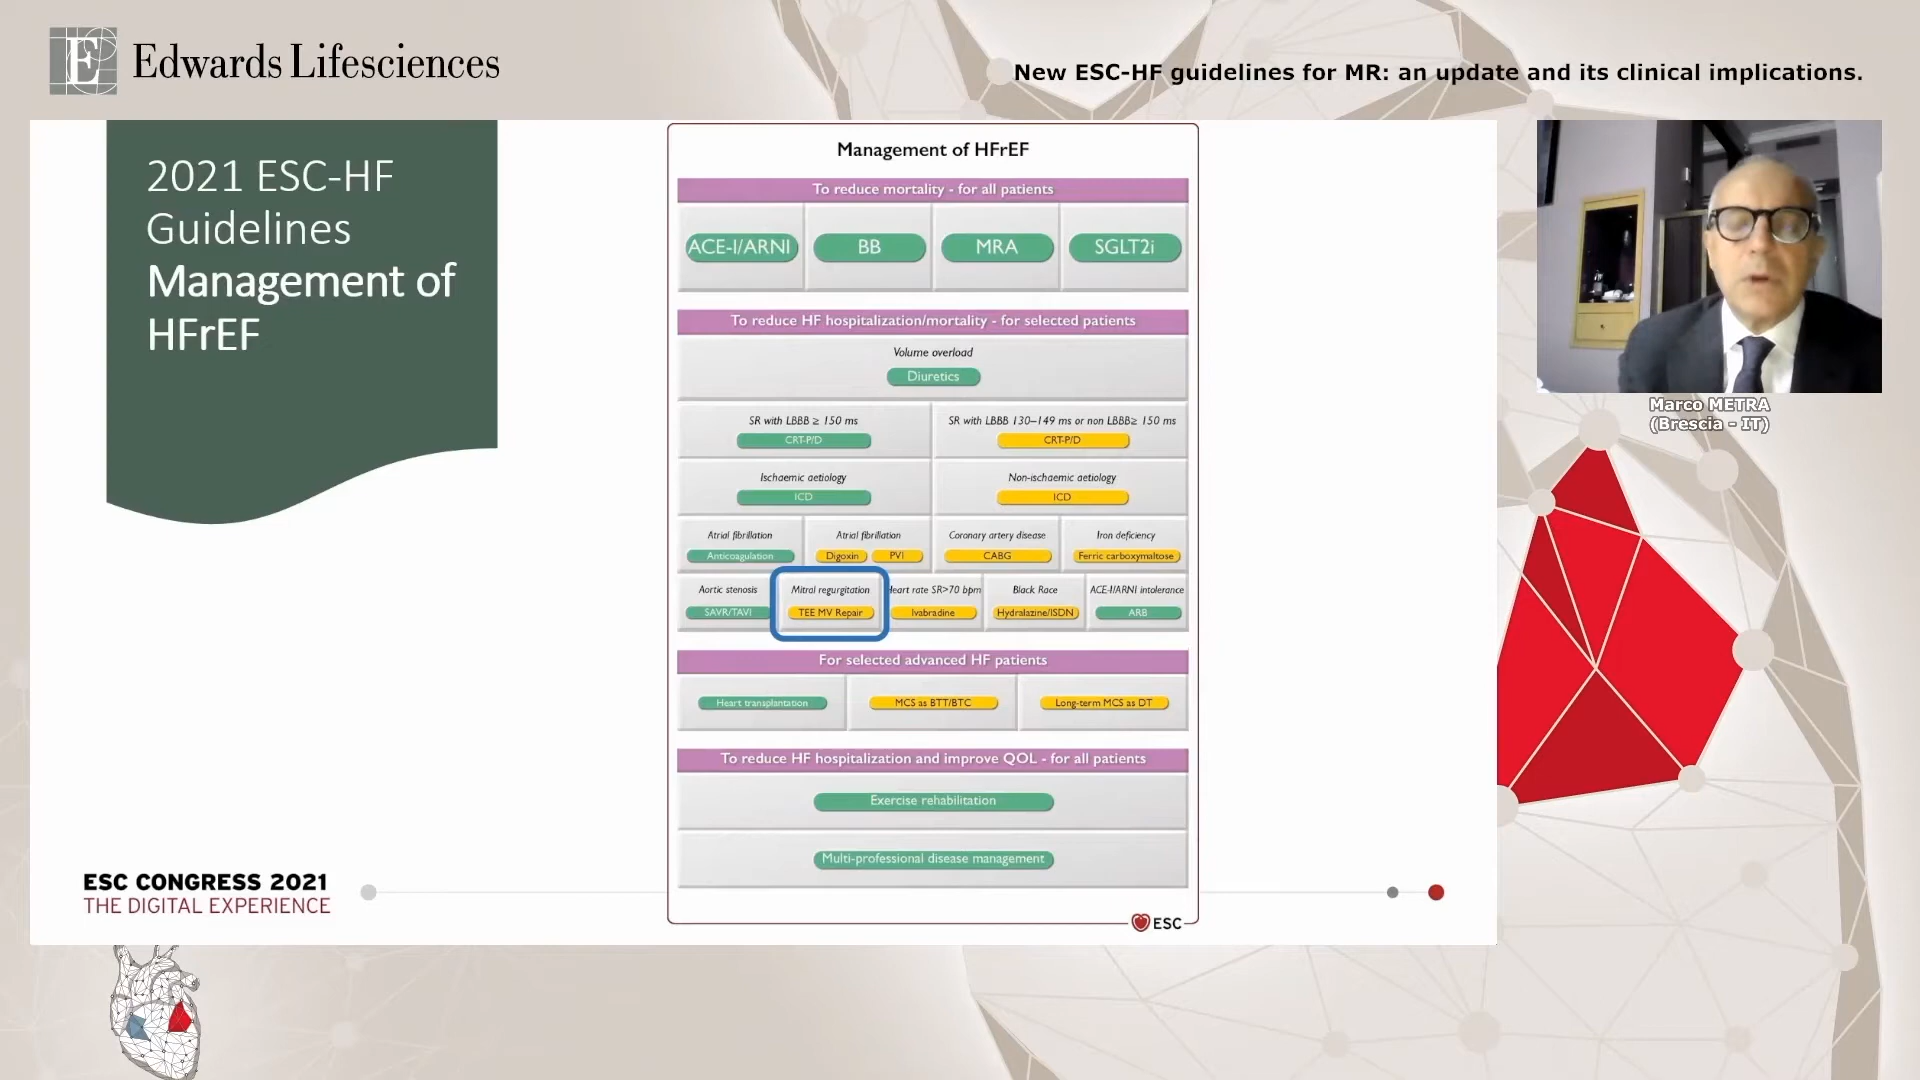 E Edwards Lifesciences
New ESC-HF guidelines for MR: an update and its clinical implications.
2021 ESC-HF
Guidelines
Management of
HFrEF
Management of HFrEF
To reduce mortality - for all patients
ACE-I/ARNI BB MRA SGLT2i
To reduce HF hospitalization/mortality - for selected patients
Volume overload
Diuretics
SR with LBBB ≥ 150 ms SR with LBBB 130–149 ms or non LBBB≥ 150 ms
CRT-P/D CRT-P/D
Ischaemic aetiology Non-ischaemic aetiology
ICD ICD
Atrial fibrillation Atrial fibrillation Coronary artery disease Iron deficiency
Anticoagulation Digoxin PVI CABG Ferric carboxymaltose
Aortic stenosis Mitral regurgitation Heart rate SR>70 bpm Black Race ACE-I/ARNI intolerance
SAVR/TAVI TEE MV Repair Ivabradine Hydralazine/ISDN ARB
For selected advanced HF patients
Heart transplantation MCS as BTT/BTC Long-term MCS as DT
To reduce HF hospitalization and improve QOL - for all patients
Exercise rehabilitation
Multi-professional disease management
ESC
Marco METRA
(Brescia - IT)
ESC CONGRESS 2021
THE DIGITAL EXPERIENCE